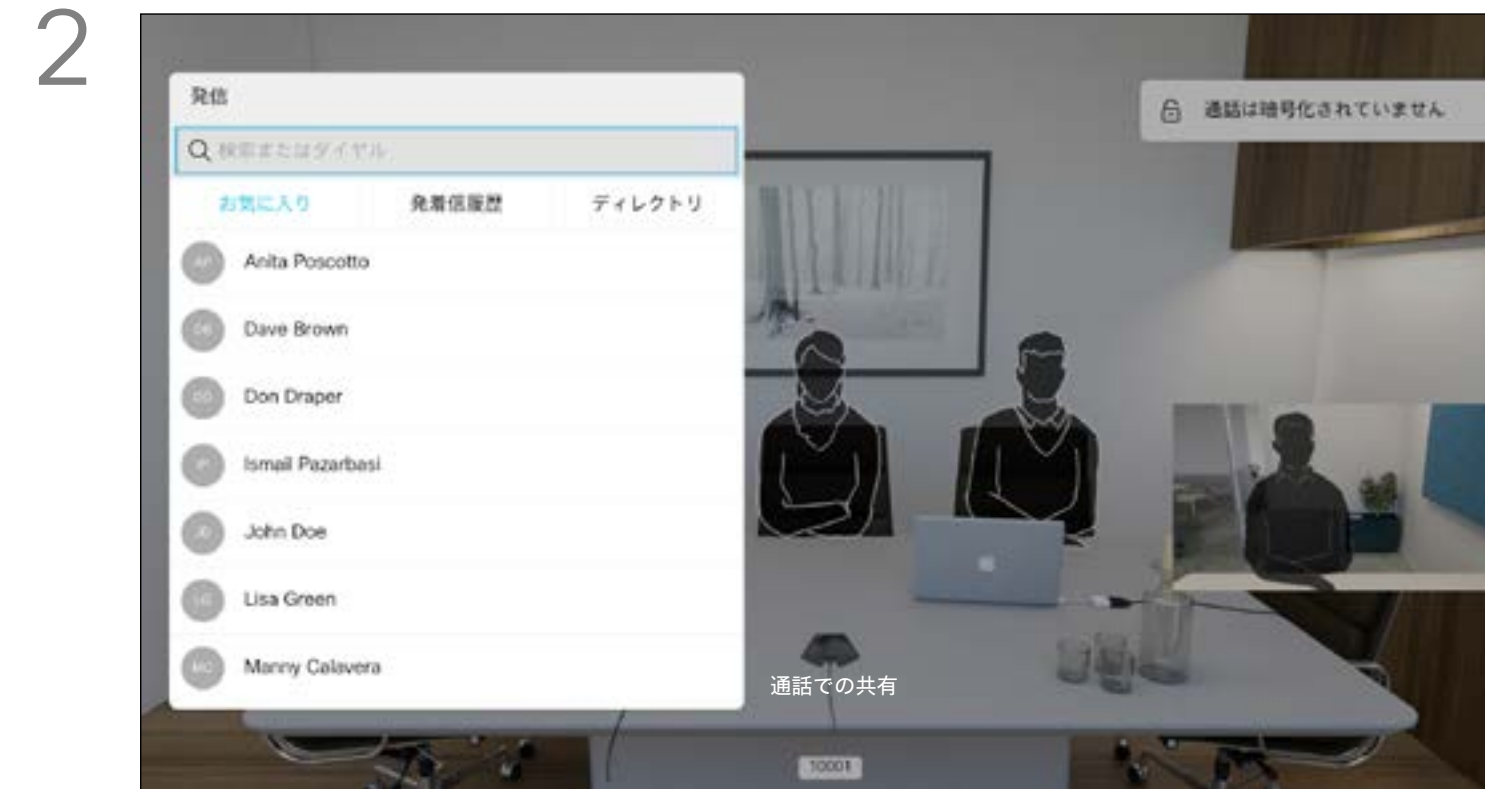 2
発信
通話は暗号化されていません
検索またはダイヤル
お気に入り 発着信履歴 ディレクトリ
Anita Poscotto
Dave Brown
Don Draper
Ismail Pazarbasi
John Doe
Lisa Green
Manny Calavera
通話での共有
10001